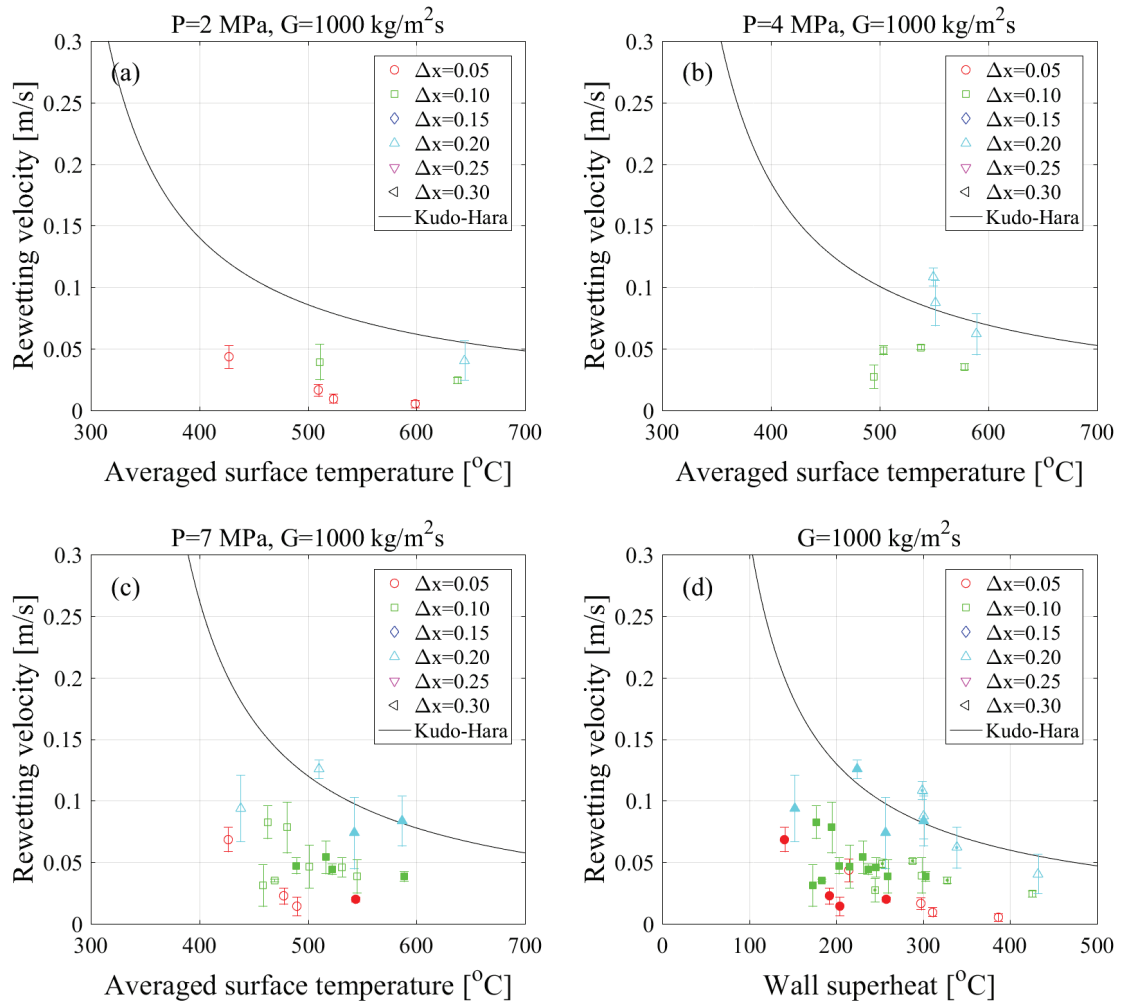 P=2 MPa, G=1000 kg/m²s
(a)
Δx=0.05
Δx=0.10
Δx=0.15
Δx=0.20
Δx=0.25
Δx=0.30
Kudo-Hara
0.3
0.25
0.2
0.15
0.1
0.05
0
300 400 500 600 700
Rewetting velocity [m/s]
Averaged surface temperature [°C]
P=4 MPa, G=1000 kg/m²s
(b)
Δx=0.05
Δx=0.10
Δx=0.15
Δx=0.20
Δx=0.25
Δx=0.30
Kudo-Hara
0.3
0.25
0.2
0.15
0.1
0.05
0
300 400 500 600 700
Rewetting velocity [m/s]
Averaged surface temperature [°C]
P=7 MPa, G=1000 kg/m²s
(c)
Δx=0.05
Δx=0.10
Δx=0.15
Δx=0.20
Δx=0.25
Δx=0.30
Kudo-Hara
0.3
0.25
0.2
0.15
0.1
0.05
0
300 400 500 600 700
Rewetting velocity [m/s]
Averaged surface temperature [°C]
G=1000 kg/m²s
(d)
Δx=0.05
Δx=0.10
Δx=0.15
Δx=0.20
Δx=0.25
Δx=0.30
Kudo-Hara
0.3
0.25
0.2
0.15
0.1
0.05
0
0 100 200 300 400 500
Rewetting velocity [m/s]
Wall superheat [°C]